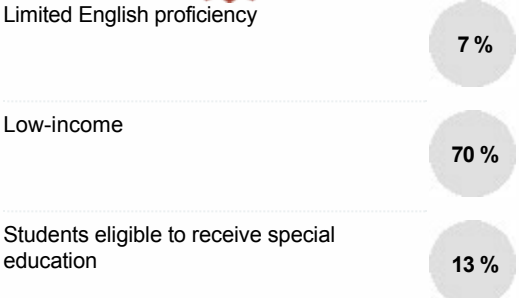 Limited English proficiency
7 %
Low-income
70 %
Students eligible to receive special
education
13 %